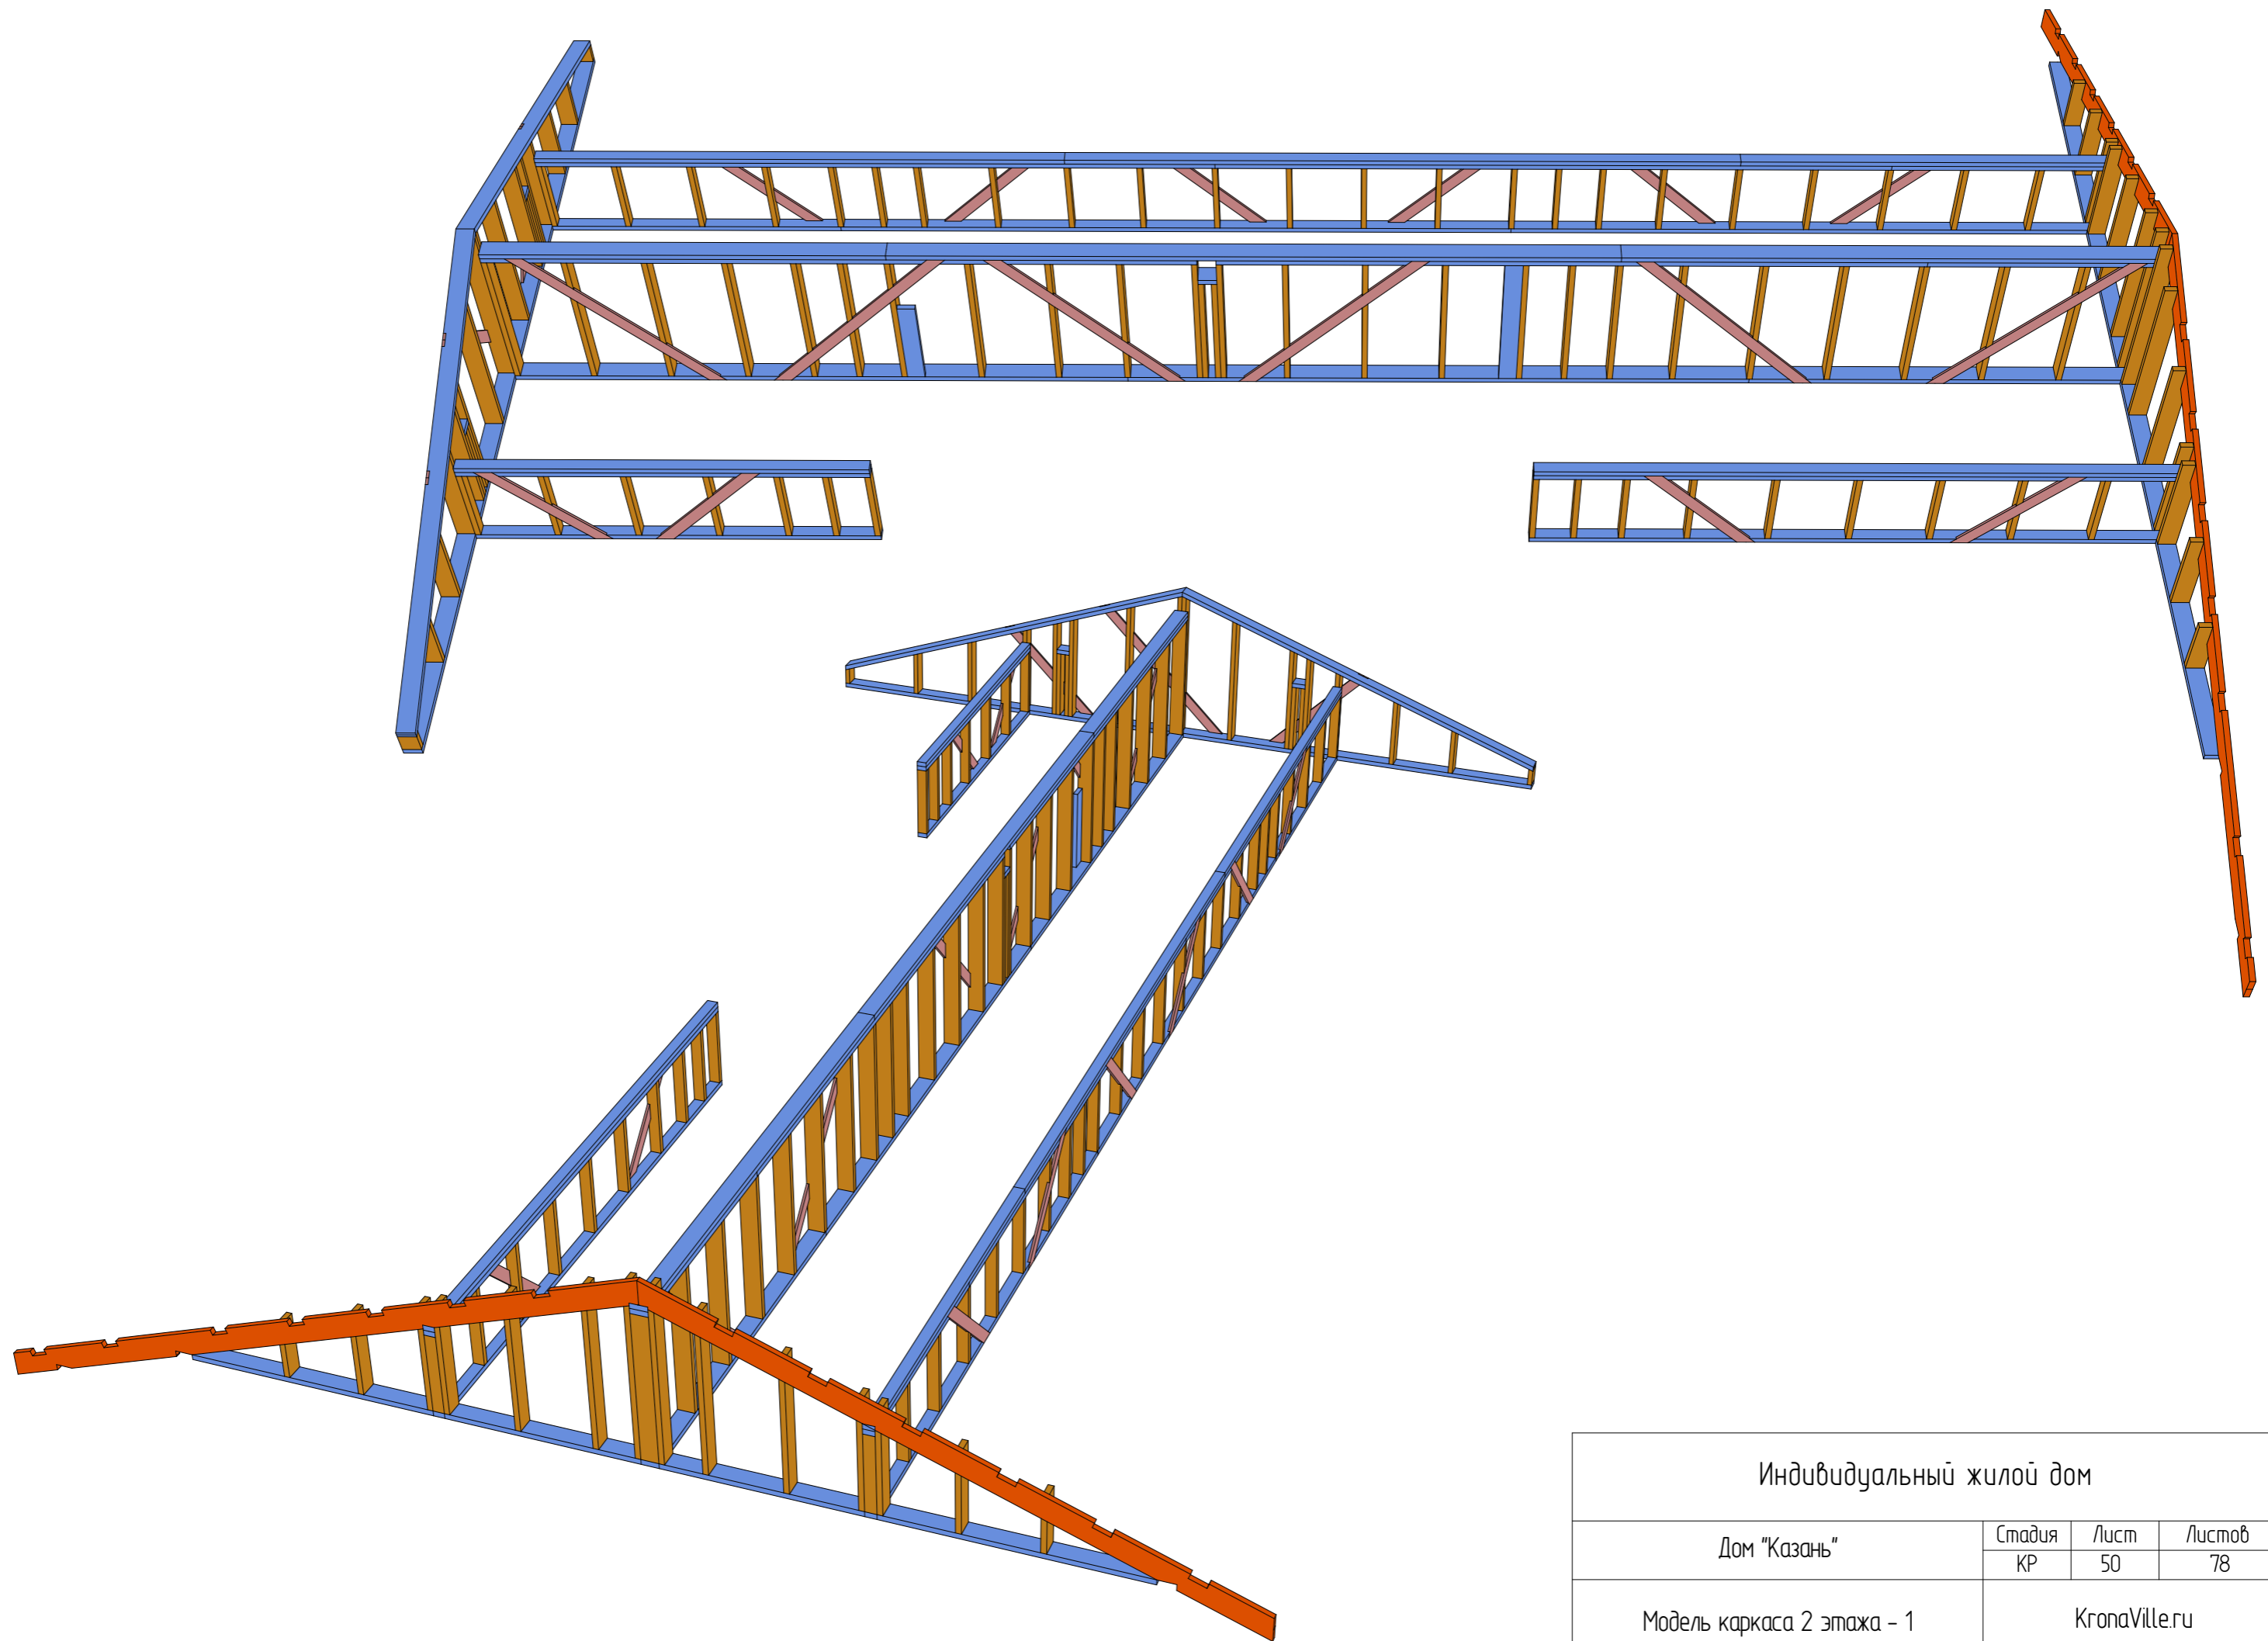 Индивидуальный жилой дом
Дом "Казань"
Стадия Лист Листов
КР 50 78
Модель каркаса 2 этажа - 1
KronaVille.ru